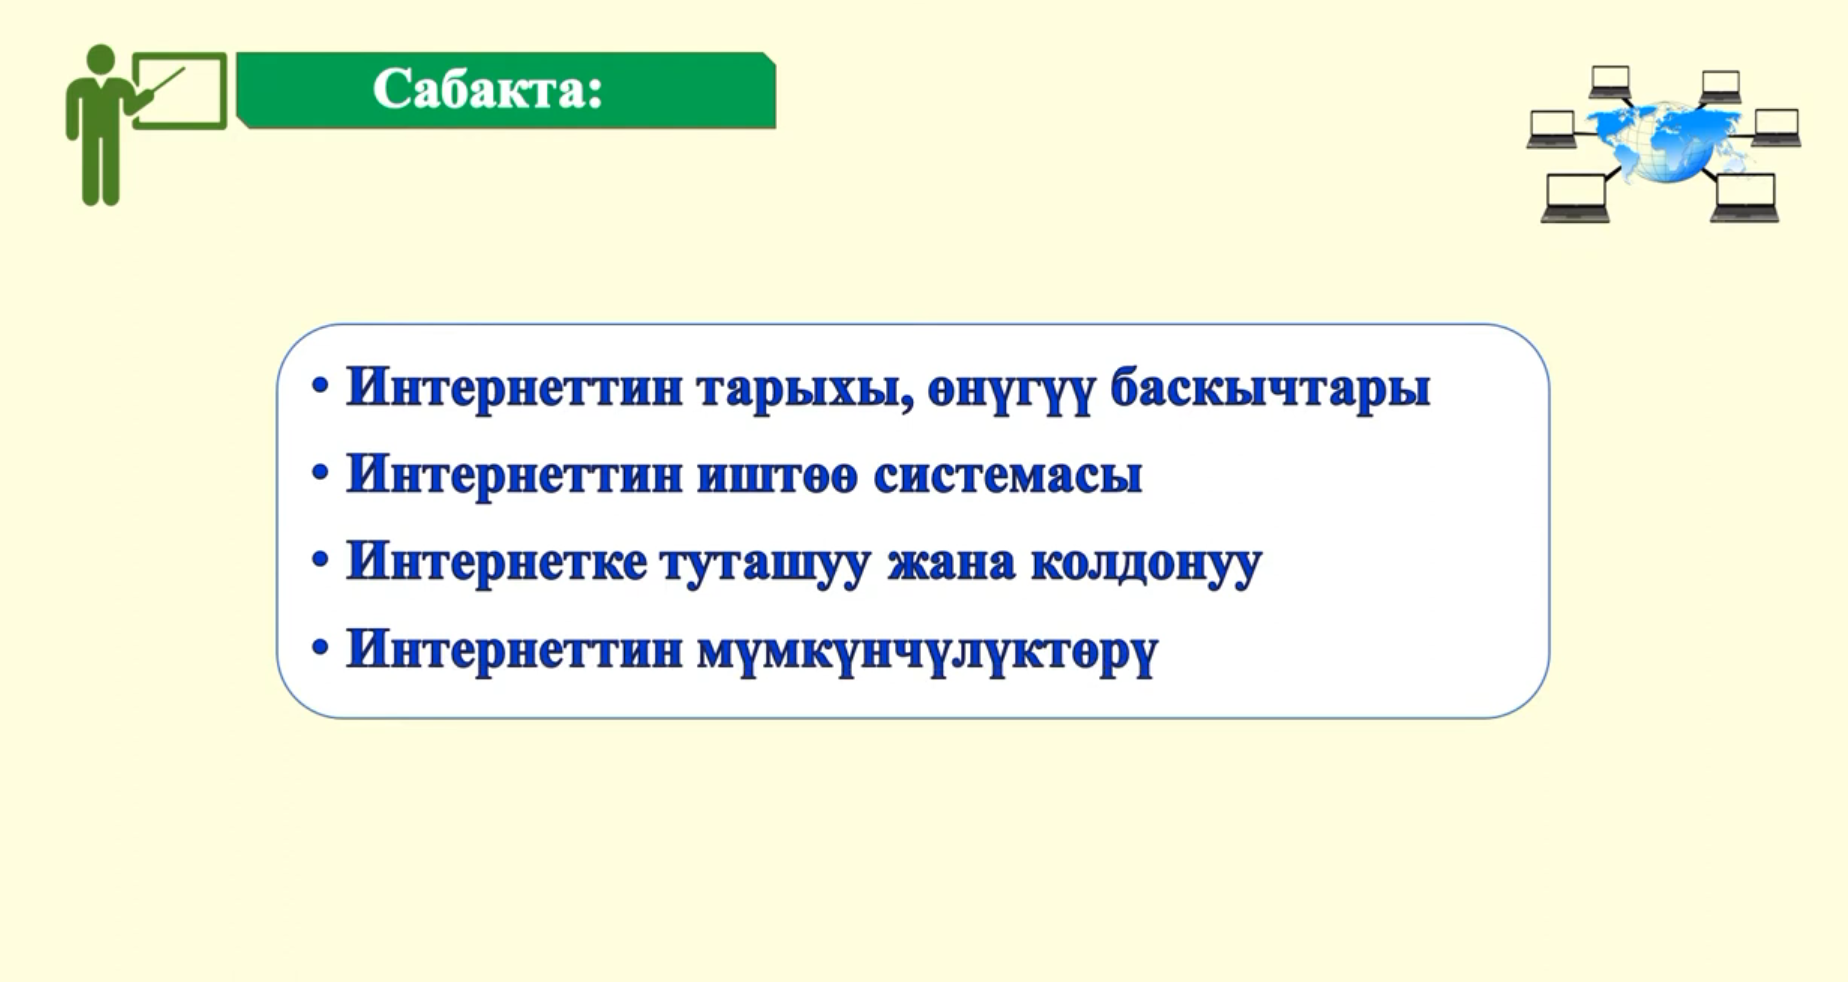 Сабакта:
• Интернеттин тарыхы, өнүгүү баскычтары
• Интернеттин иштөө системасы
• Интернетке туташуу жана колдонуу
• Интернеттин мүмкүнчүлүктөрү